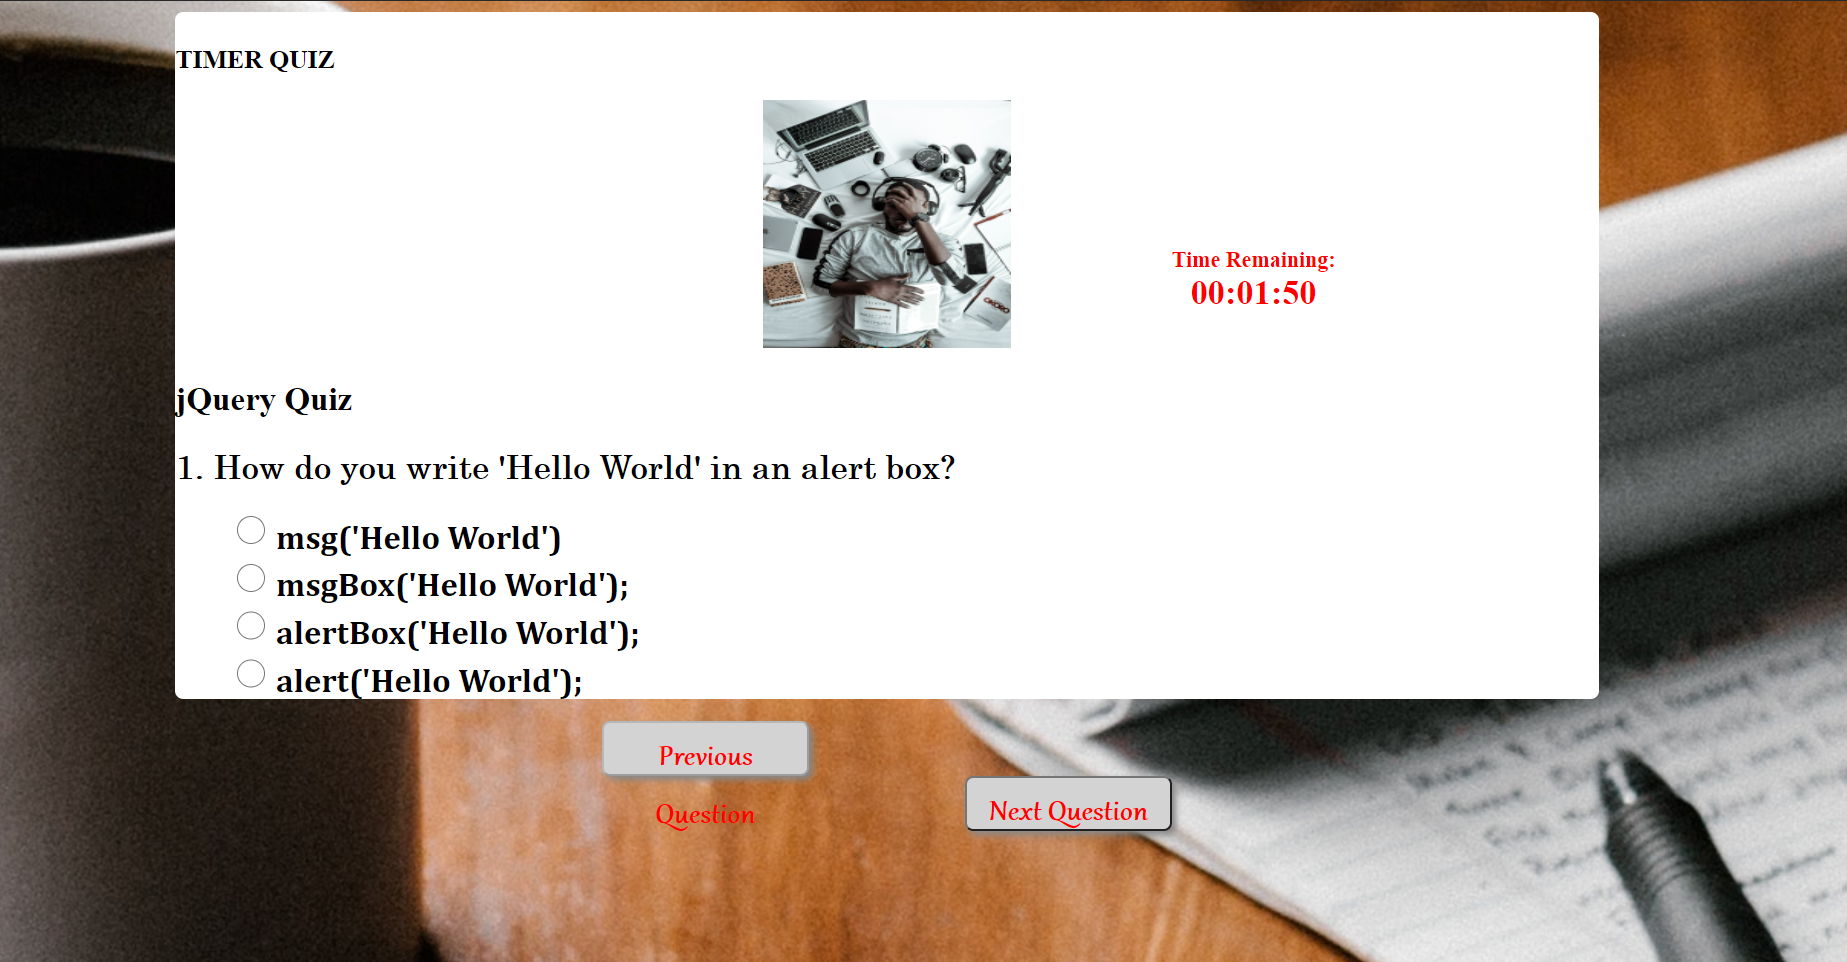 TIMER QUIZ
Time Remaining:
00:01:50
jQuery Quiz
1. How do you write 'Hello World' in an alert box?
msg('Hello World')
msgBox('Hello World');
alertBox('Hello World');
alert('Hello World');
Previous
Question
Next Question